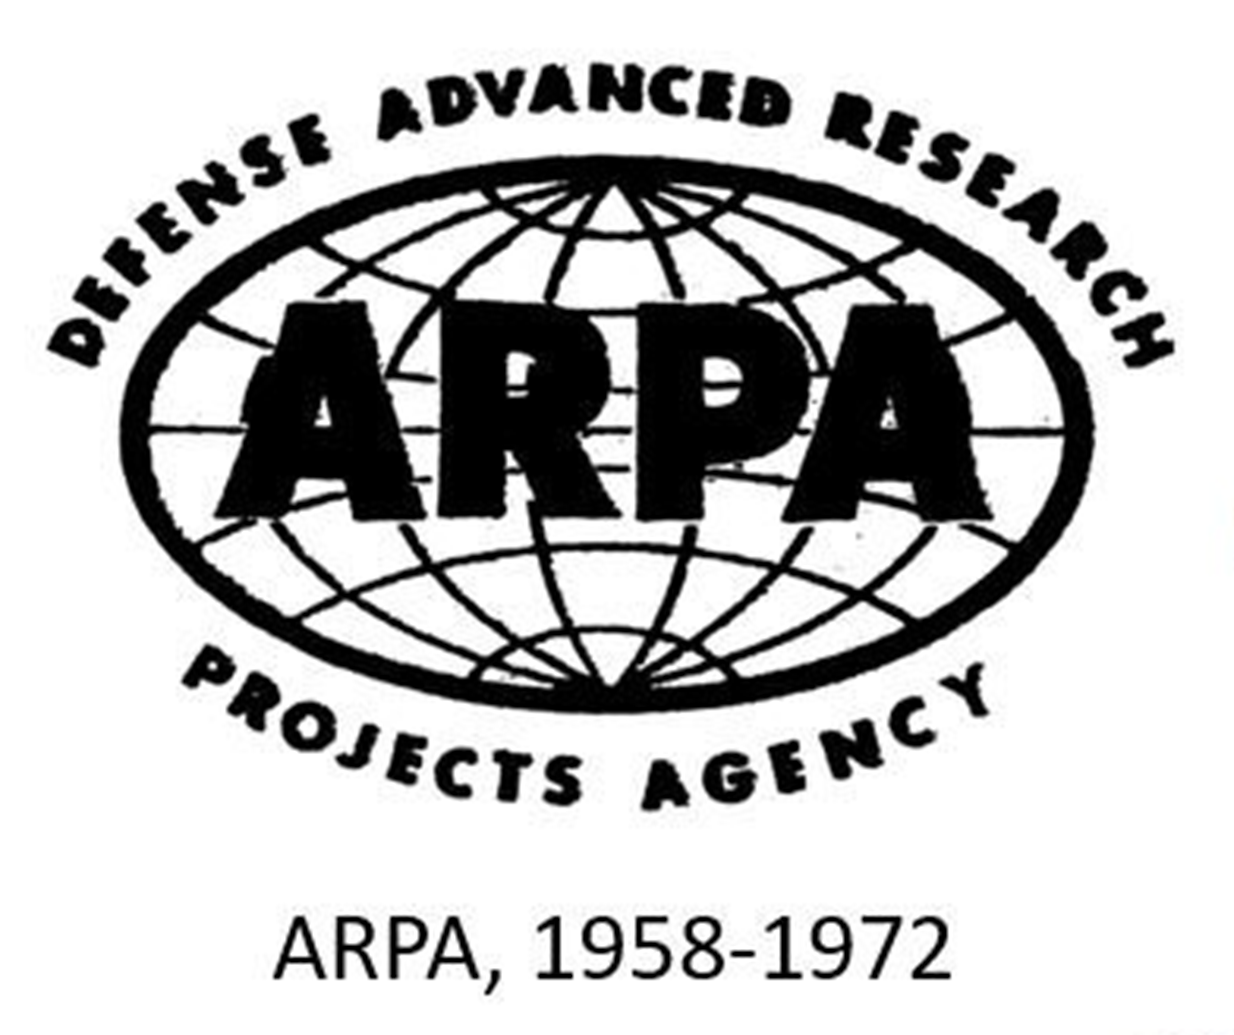 DEFENSE ADVANCED RESEARCH
ARPA
PROJECTS AGENCY
ARPA, 1958-1972